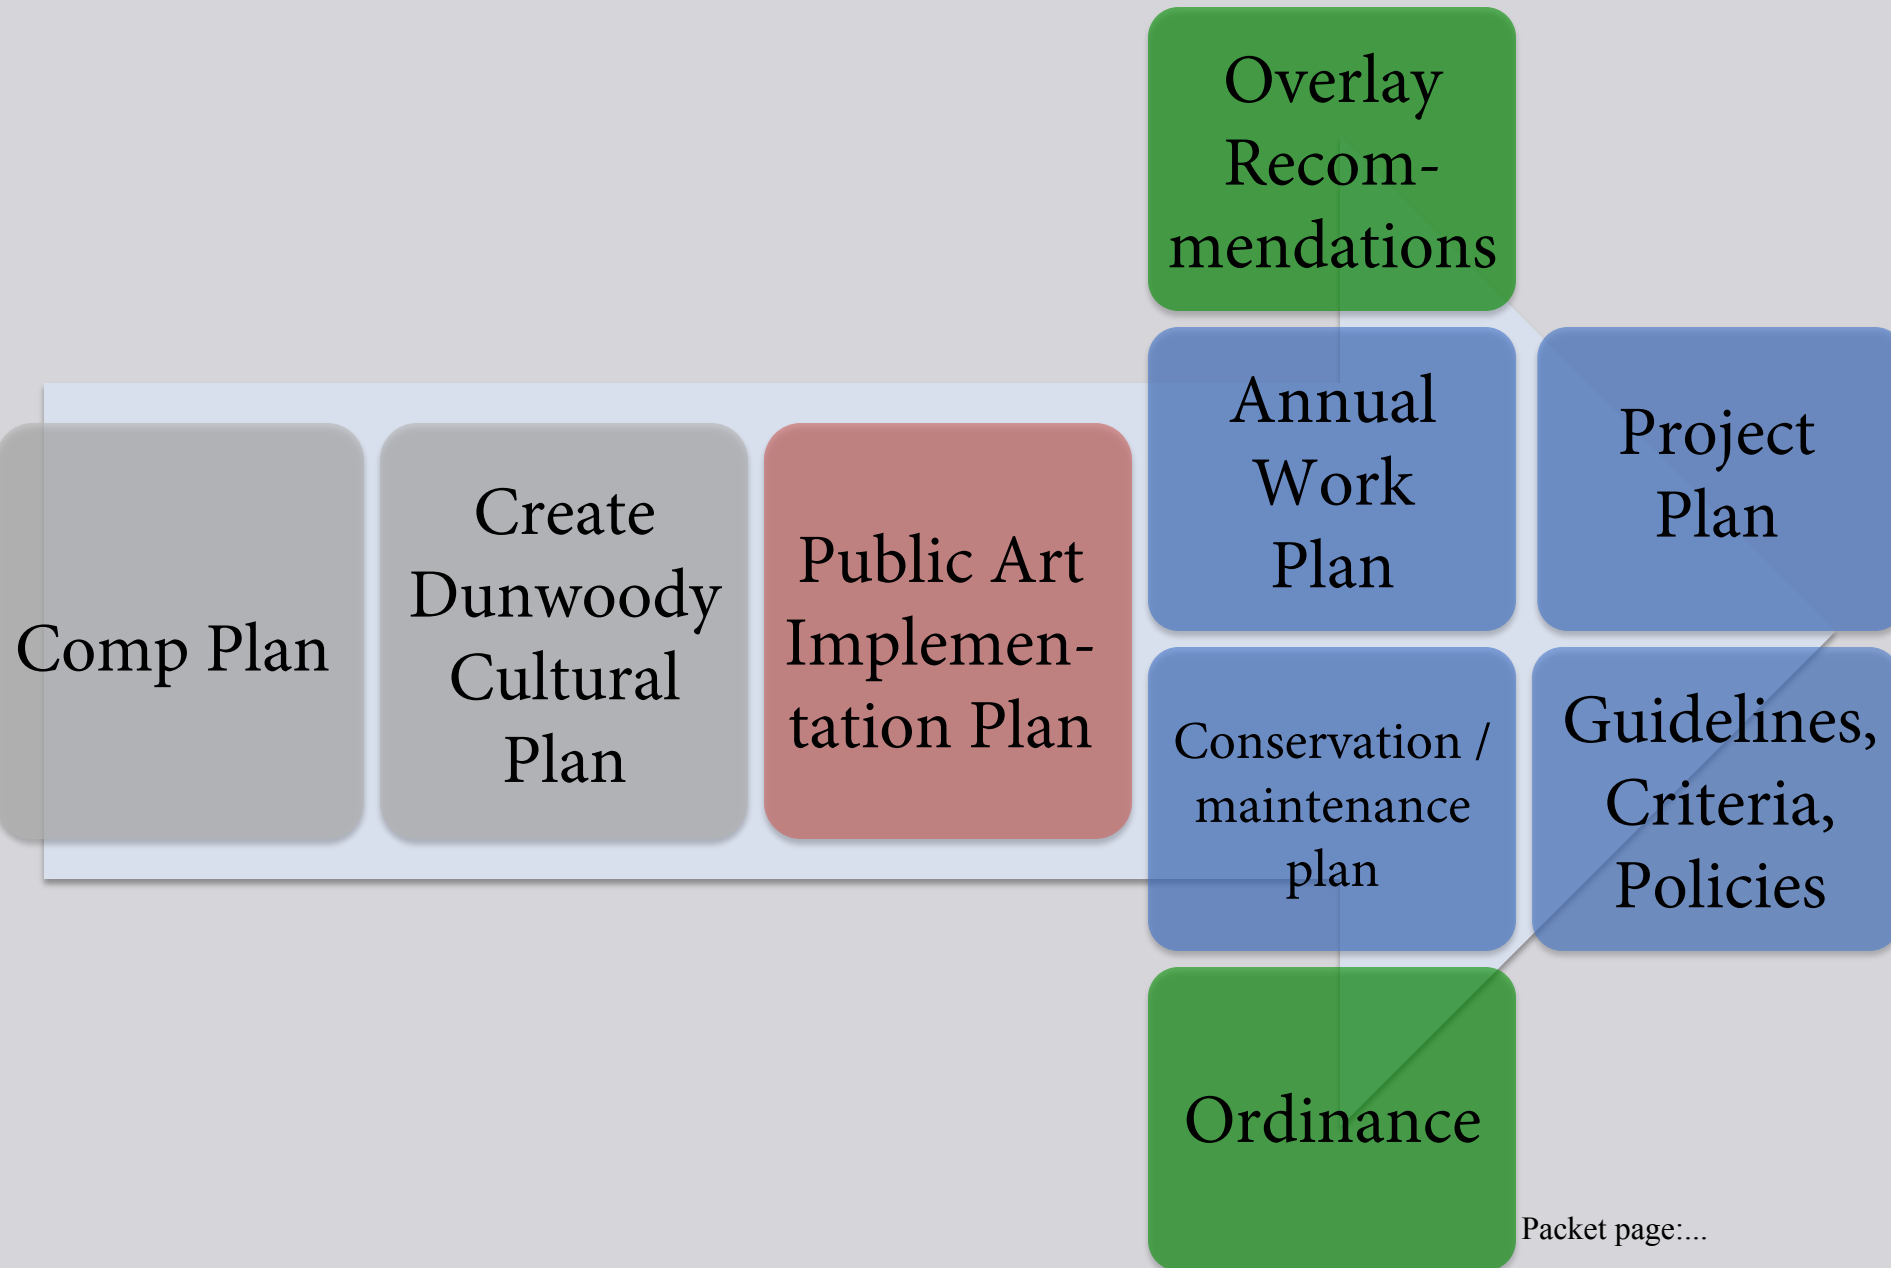 Overlay
Recom-
mendations
Comp Plan
Create
Dunwoody
Cultural
Plan
Public Art
Implemen-
tation Plan
Annual
Work
Plan
Project
Plan
Conservation /
maintenance
plan
Guidelines,
Criteria,
Policies
Ordinance
Packet page:...